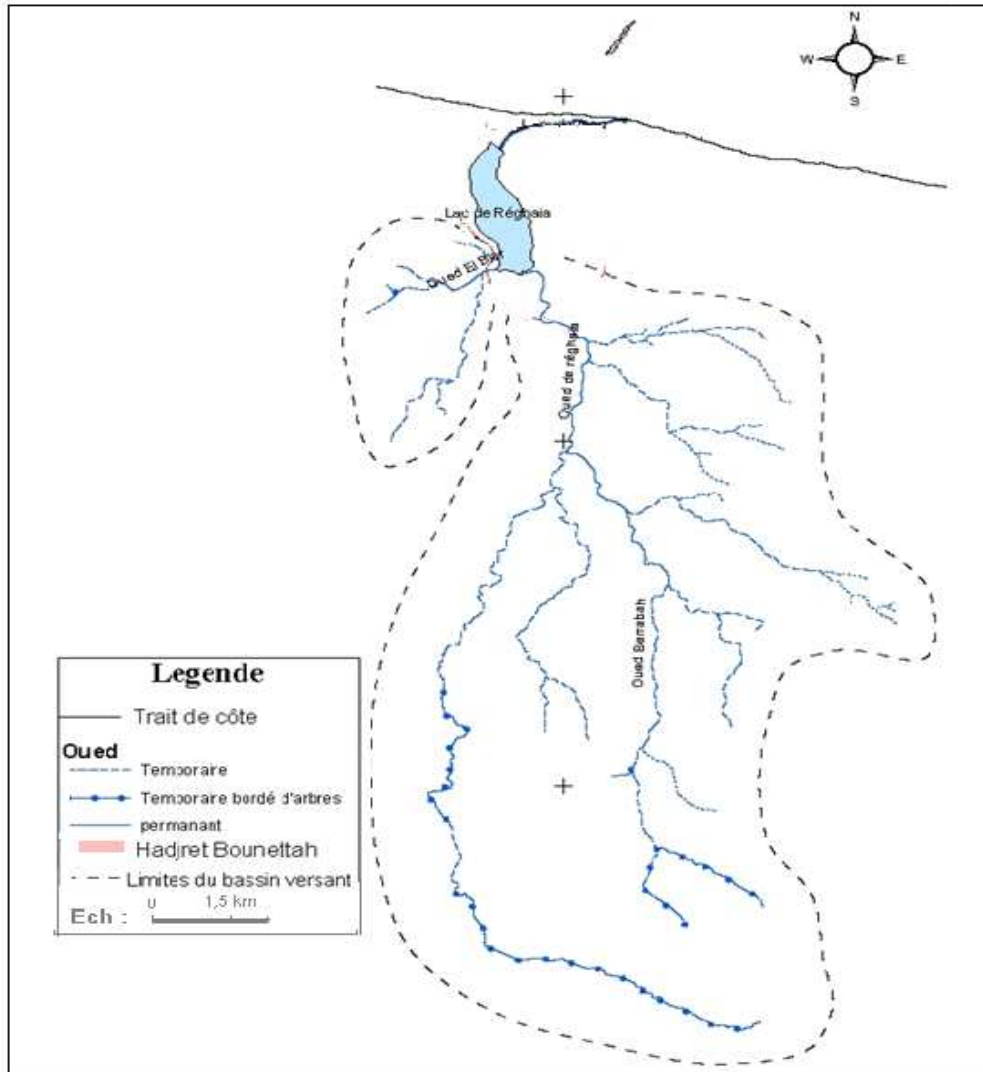 N
W E
S
Lac de Réghaia
Oued El Biar
Oued de réghaia
Oued Berrabah
Legende
Trait de côte
Oued
Temporaire
Temporaire bordé d'arbres
permanant
Hadjret Bounettah
Limites du bassin versant
Ech : 0 1,5 km